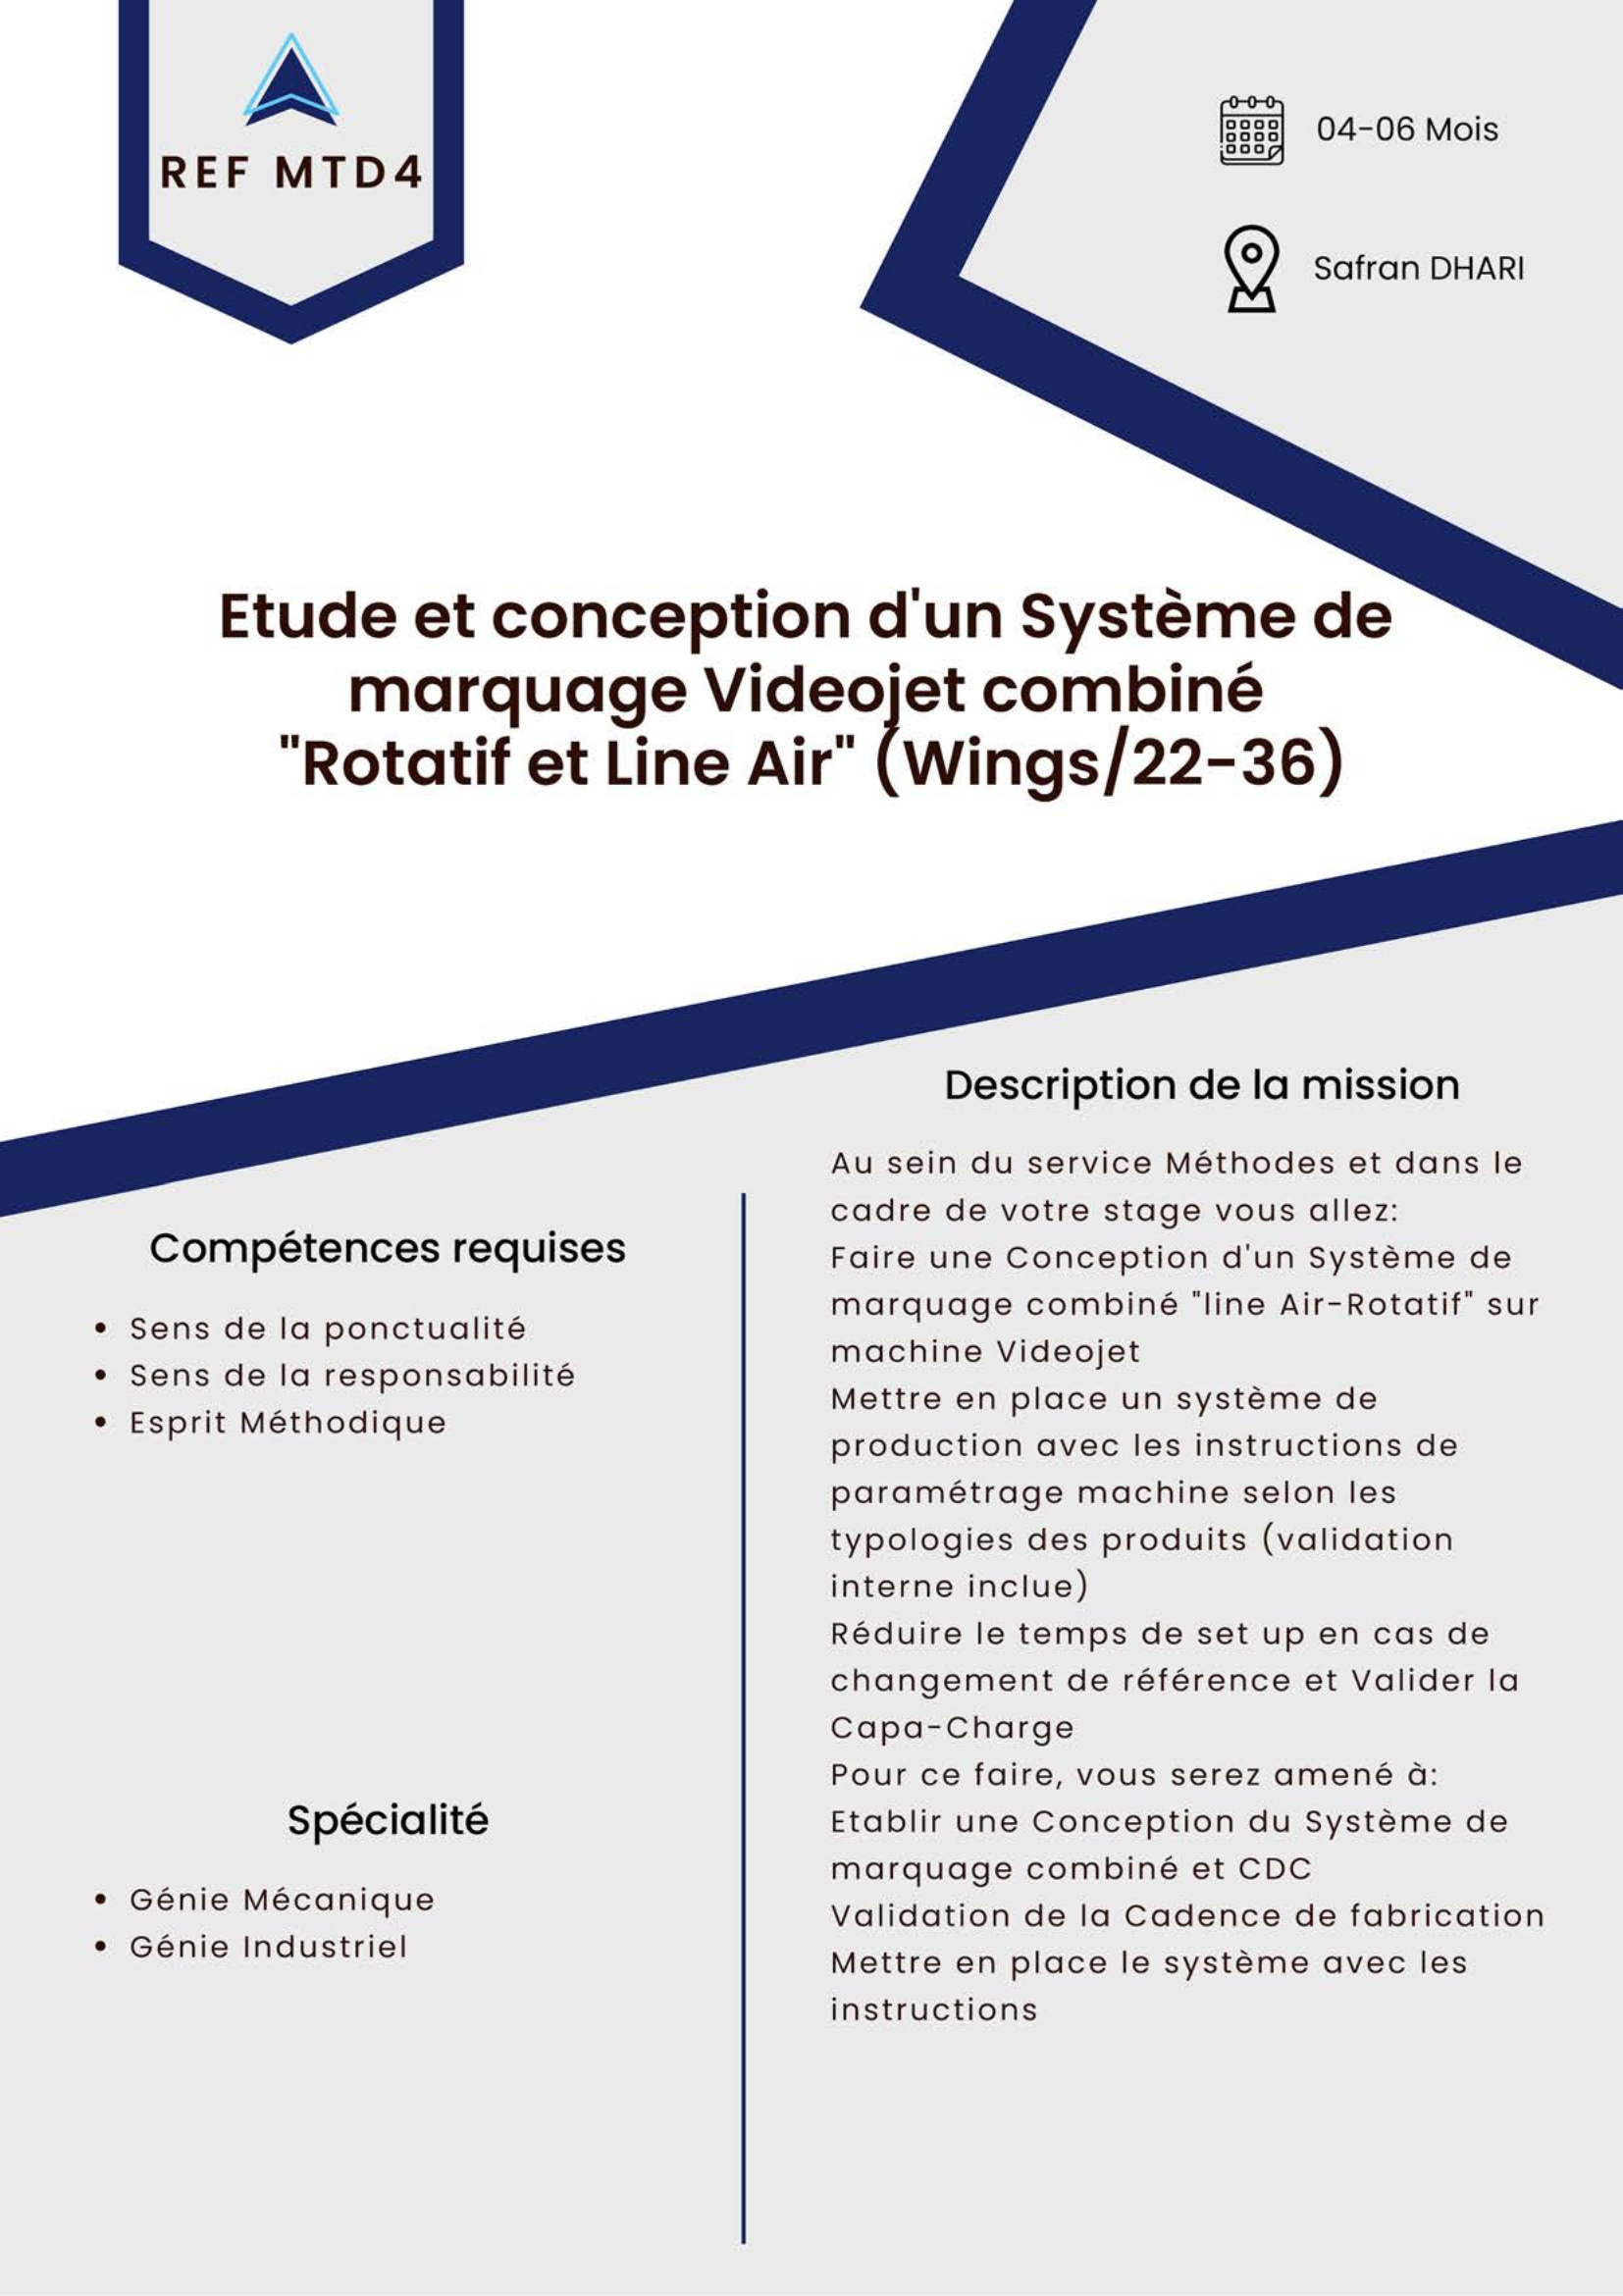 REF MTD4
04-06 Mois
Safran DHARI
Etude et conception d'un Système de
marquage Videojet combiné
"Rotatif et Line Air" (Wings/22-36)
Compétences requises
• Sens de la ponctualité
• Sens de la responsabilité
• Esprit Méthodique
Spécialité
• Génie Mécanique
• Génie Industriel
Description de la mission
Au sein du service Méthodes et dans le
cadre de votre stage vous allez:
Faire une Conception d'un Système de
marquage combiné "line Air-Rotatif" sur
machine Videojet
Mettre en place un système de
production avec les instructions de
paramétrage machine selon les
typologies des produits (validation
interne inclue)
Réduire le temps de set up en cas de
changement de référence et Valider la
Capa-Charge
Pour ce faire, vous serez amené à:
Etablir une Conception du Système de
marquage combiné et CDC
Validation de la Cadence de fabrication
Mettre en place le système avec les
instructions